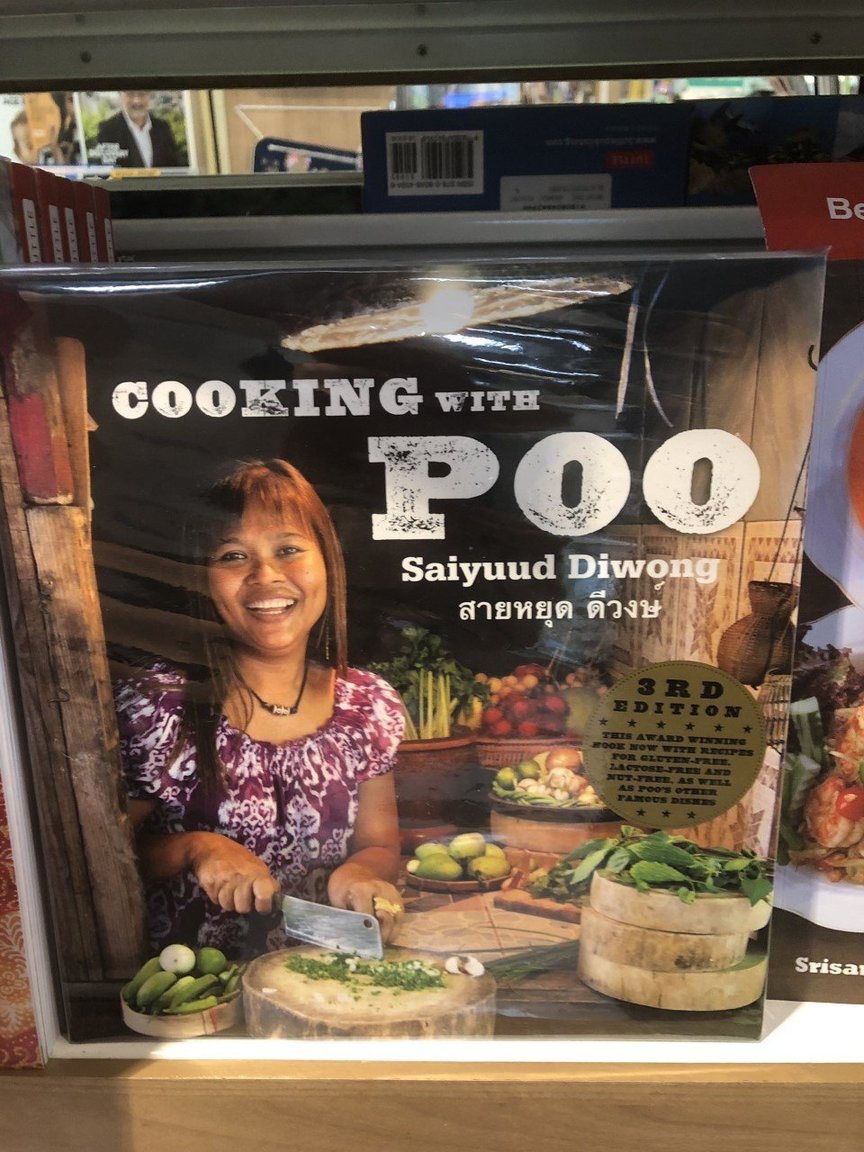 Be
COOKING WITH
POO
Saiyuud Diwong
สายหยุด ดีวงษ์
3RD
EDITION
THIS AWARD WINNING
BOOK NOW WITH RECIPES
FOR GLUTEN-FREE,
LACTOSE-FREE AND
NUT-FREE, AS WELL
AS POO'S OTHER
FAMOUS DISHES